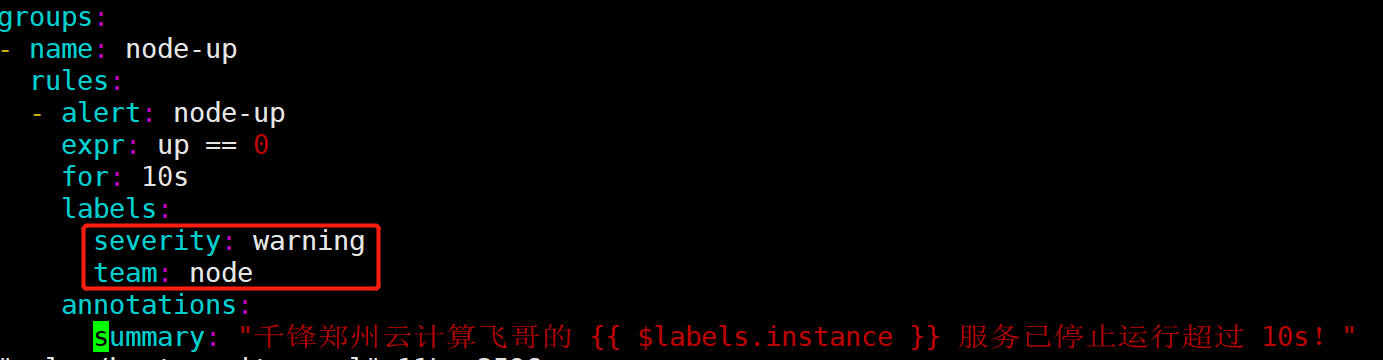 groups:
- name: node-up
  rules:
  - alert: node-up
    expr: up == 0
    for: 10s
    labels:
      severity: warning
      team: node
    annotations:
      summary: "千锋郑州云计算飞哥的 {{ $labels.instance }} 服务已停止运行超过 10s！"